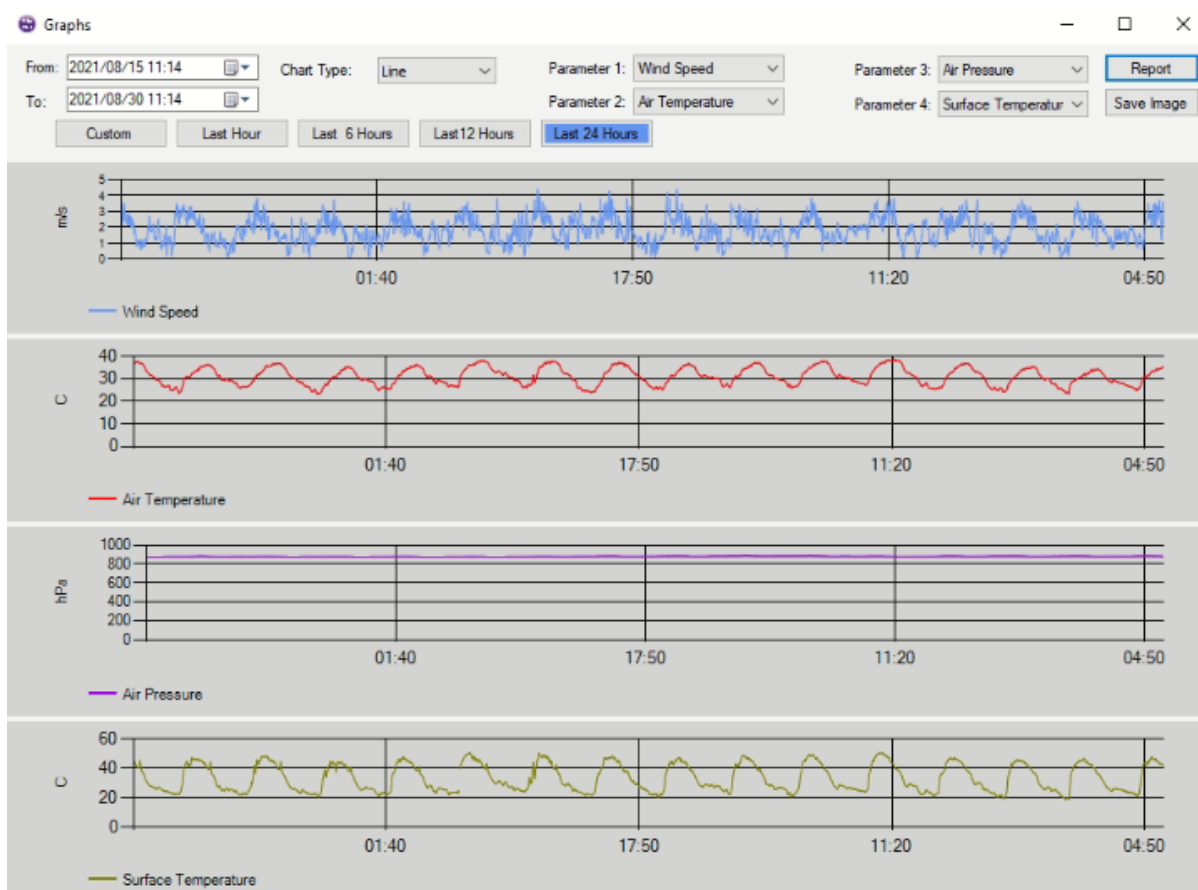 Graphs
From: 2021/08/15 11:14 Chart Type: Line Parameter 1: Wind Speed Parameter 3: Air Pressure Report
To: 2021/08/30 11:14 Parameter 2: Air Temperature Parameter 4: Surface Temperatur Save Image
Custom Last Hour Last 6 Hours Last12 Hours Last 24 Hours
5
4
3
2
1
0
m/s
01:40 17:50 11:20 04:50
Wind Speed
40
30
20
10
0
C
01:40 17:50 11:20 04:50
Air Temperature
1000
800
600
400
200
0
hPa
01:40 17:50 11:20 04:50
Air Pressure
60
40
20
0
C
01:40 17:50 11:20 04:50
Surface Temperature